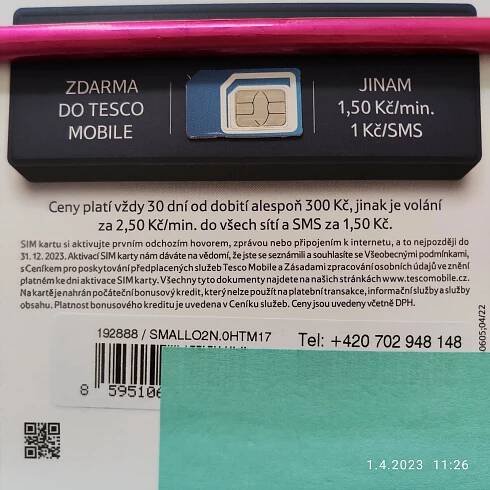 ZDARMA
DO TESCO
MOBILE
JINAM
1,50 Kč/min.
1 Kč/SMS
Ceny platí vždy 30 dní od dobití alespoň 300 Kč, jinak je volání
za 2,50 Kč/min. do všech sítí a SMS za 1,50 Kč.
SIM kartu si aktivujte prvním odchozím hovorem, zprávou nebo připojením k internetu, a to nejpozději do
31. 12. 2023. Aktivací SIM karty nám dáváte na vědomí, že jste se seznámili a souhlasíte se Všeobecnými podmínkami,
s Ceníkem pro poskytování předplacených služeb Tesco Mobile a Zásadami zpracování osobních údajů ve znění
platném ke dni aktivace SIM karty. Všechny tyto dokumenty najdete na našich stránkách www.tescomobile.cz.
Na kartě je nahrán počáteční bonusový kredit, který nelze použít na platební transakce, informační služby a služby
obsahu. Platnost bonusového kreditu je uvedena v Ceníku služeb. Ceny jsou uvedeny včetně DPH.
192888 / SMALLO2N.0HTM17
Tel: +420 702 948 148
0605;04/22
8 595106
1.4.2023 11:26